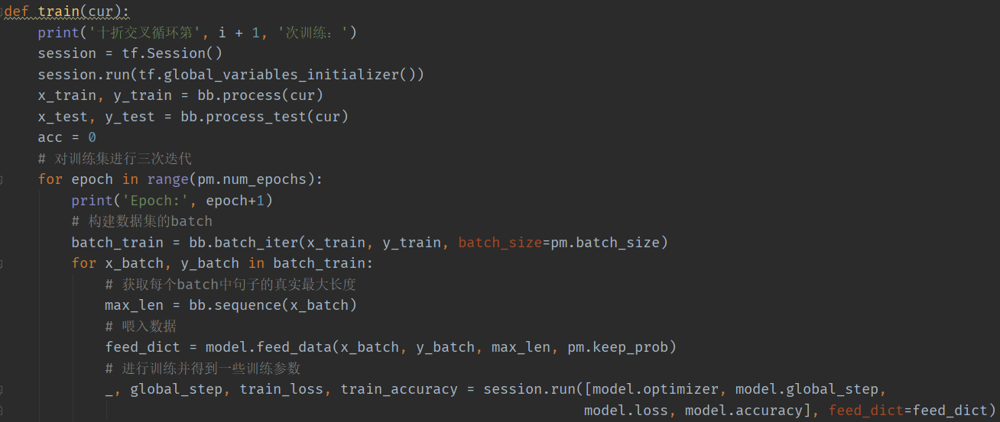 def train(cur):
    print('十折交叉循环第', i + 1, '次训练：')
    session = tf.Session()
    session.run(tf.global_variables_initializer())
    x_train, y_train = bb.process(cur)
    x_test, y_test = bb.process_test(cur)
    acc = 0
    # 对训练集进行三次迭代
    for epoch in range(pm.num_epochs):
        print('Epoch:', epoch+1)
        # 构建数据集的batch
        batch_train = bb.batch_iter(x_train, y_train, batch_size=pm.batch_size)
        for x_batch, y_batch in batch_train:
            # 获取每个batch中句子的真实最大长度
            max_len = bb.sequence(x_batch)
            # 喂入数据
            feed_dict = model.feed_data(x_batch, y_batch, max_len, pm.keep_prob)
            # 进行训练并得到一些训练参数
            _, global_step, train_loss, train_accuracy = session.run([model.optimizer, model.global_step,
                                                                     model.loss, model.accuracy], feed_dict=feed_dict)